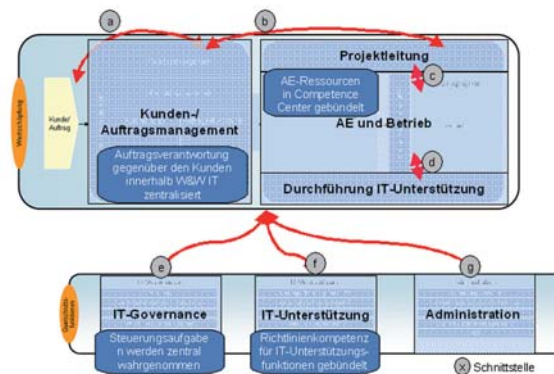 a
b
Projektleitung
AE-Ressourcen
in Competence
Center gebündelt
c
Wertschöpfung
Kunde/
Auftrag
Kunden-/
Auftragsmanagement
AE und Betrieb
Auftragsverantwortung
gegenüber den Kunden
innerhalb W&W IT
zentralisiert
d
Durchführung IT-Unterstützung
e
f
g
IT-Governance
IT-Unterstützung
Administration
Steuerungsaufgabe
n werden zentral
wahrgenommen
Richtlinienkompetenz
für IT-Unterstützungs-
funktionen gebündelt
x Schnittstelle